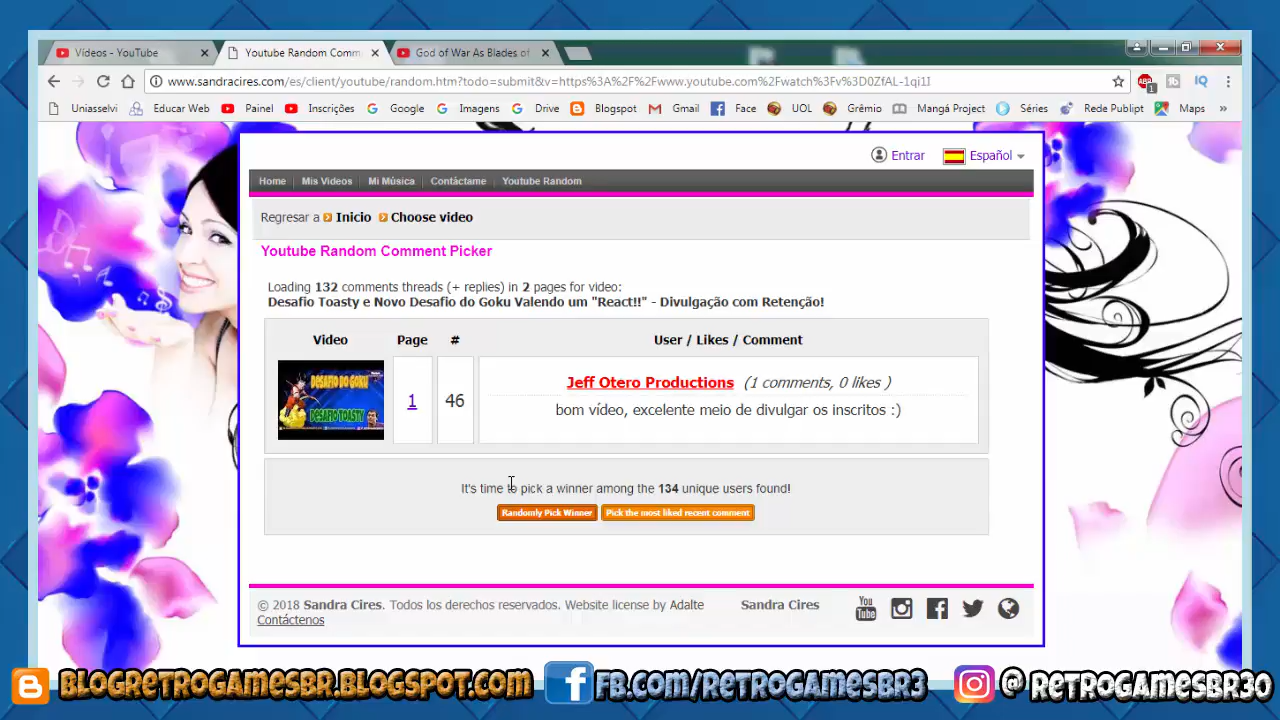 Vídeos - YouTube
Youtube Random Comm
God of War As Blades of
www.sandracires.com/es/client/youtube/random.htm?todo=submit&v=https%3A%2F%2Fwww.youtube.com%2Fwatch%3Fv%3D0ZfAL-1qi1I
Uniasselvi Educar Web Painel Inscrições Google Imagens Drive Blogspot Gmail Face UOL Grêmio Mangá Project Séries Rede Publipt Maps »
Entrar Español
Home Mis Videos Mi Música Contáctame Youtube Random
Regresar a Inicio Choose video
Youtube Random Comment Picker
Loading 132 comments threads (+ replies) in 2 pages for video:
Desafio Toasty e Novo Desafio do Goku Valendo um "React!!" - Divulgação com Retenção!
Video Page # User / Likes / Comment
DESAFIO DO GOKU
DESAFIO TOASTY
1 46
Jeff Otero Productions (1 comments, 0 likes )
bom vídeo, excelente meio de divulgar os inscritos :)
It's time to pick a winner among the 134 unique users found!
Randomly Pick Winner Pick the most liked recent comment
© 2018 Sandra Cires. Todos los derechos reservados. Website license by Adalte
Contáctenos
Sandra Cires
You Tube
BLOGRETROGAMESBR.BLOGSPOT.COM FB.COM/RETROGAMESBR3 @RETROGAMESBR30